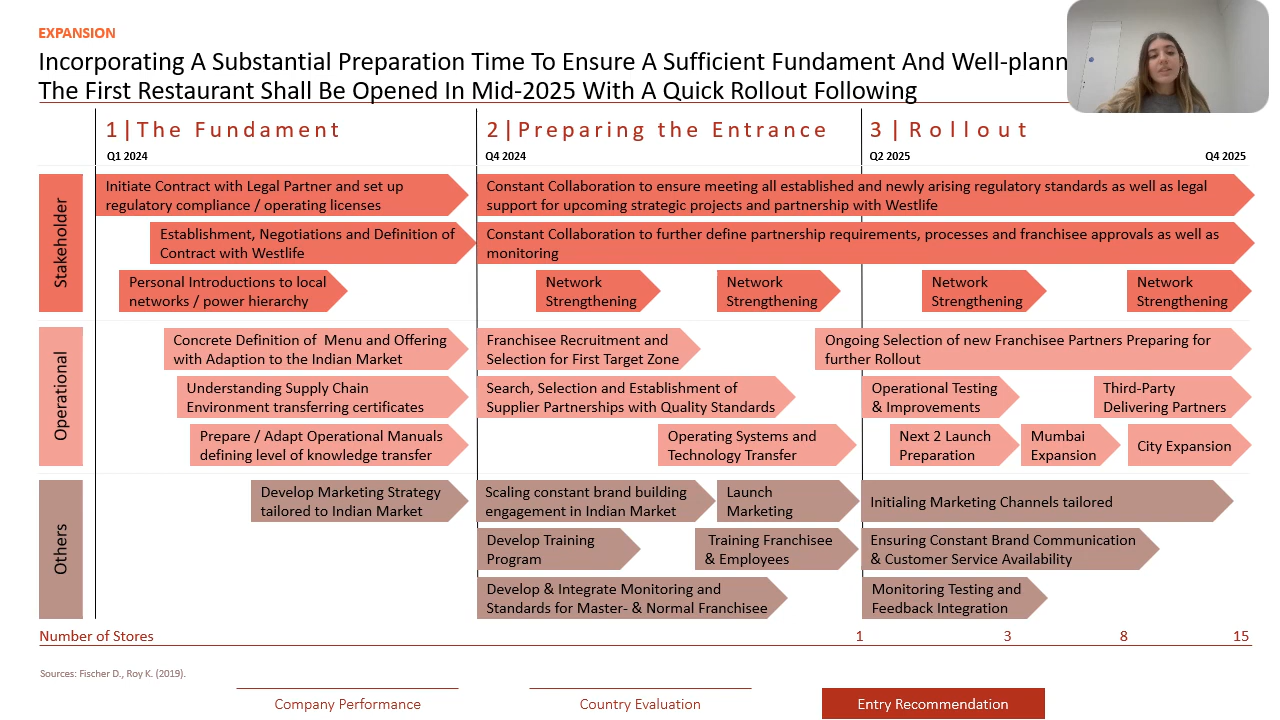 EXPANSION
Incorporating A Substantial Preparation Time To Ensure A Sufficient Fundament And Well-plann
The First Restaurant Shall Be Opened In Mid-2025 With A Quick Rollout Following
1|The Fundament
2|Preparing the Entrance
3 | Rollout
Q1 2024
Q4 2024
Q2 2025
Q4 2025
Stakeholder
Initiate Contract with Legal Partner and set up
regulatory compliance / operating licenses
Constant Collaboration to ensure meeting all established and newly arising regulatory standards as well as legal
support for upcoming strategic projects and partnership with Westlife
Establishment, Negotiations and Definition of
Contract with Westlife
Constant Collaboration to further define partnership requirements, processes and franchisee approvals as well as
monitoring
Personal Introductions to local
networks / power hierarchy
Network
Strengthening
Network
Strengthening
Network
Strengthening
Network
Strengthening
Operational
Concrete Definition of Menu and Offering
with Adaption to the Indian Market
Franchisee Recruitment and
Selection for First Target Zone
Ongoing Selection of new Franchisee Partners Preparing for
further Rollout
Understanding Supply Chain
Environment transferring certificates
Search, Selection and Establishment of
Supplier Partnerships with Quality Standards
Operational Testing
& Improvements
Third-Party
Delivering Partners
Prepare / Adapt Operational Manuals
defining level of knowledge transfer
Operating Systems and
Technology Transfer
Next 2 Launch
Preparation
Mumbai
Expansion
City Expansion
Others
Develop Marketing Strategy
tailored to Indian Market
Scaling constant brand building
engagement in Indian Market
Launch
Marketing
Initialing Marketing Channels tailored
Develop Training
Program
Training Franchisee
& Employees
Ensuring Constant Brand Communication
& Customer Service Availability
Develop & Integrate Monitoring and
Standards for Master- & Normal Franchisee
Monitoring Testing and
Feedback Integration
Number of Stores
1
3
8
15
Sources: Fischer D., Roy K. (2019).
Company Performance
Country Evaluation
Entry Recommendation